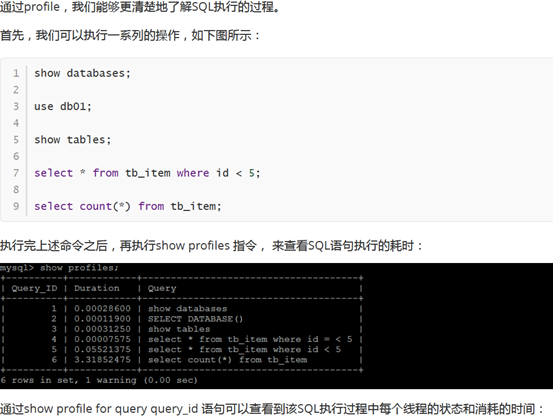 通过profile，我们能够更清楚地了解SQL执行的过程。
首先，我们可以执行一系列的操作，如下图所示：
1 show databases;
2
3 use db01;
4
5 show tables;
6
7 select * from tb_item where id < 5;
8
9 select count(*) from tb_item;
执行完上述命令之后，再执行show profiles 指令， 来查看SQL语句执行的耗时：
mysql> show profiles;
+----------+------------+---------------------------------------+
| Query_ID | Duration | Query |
+----------+------------+---------------------------------------+
| 1 | 0.00028600 | show databases |
| 2 | 0.00011900 | SELECT DATABASE() |
| 3 | 0.00031250 | show tables |
| 4 | 0.00007575 | select * from tb_item where id = < 5 |
| 5 | 0.05521375 | select * from tb_item where id < 5 |
| 6 | 3.31852475 | select count(*) from tb_item |
+----------+------------+---------------------------------------+
6 rows in set, 1 warning (0.00 sec)
通过show profile for query query_id 语句可以查看到该SQL执行过程中每个线程的状态和消耗的时间：